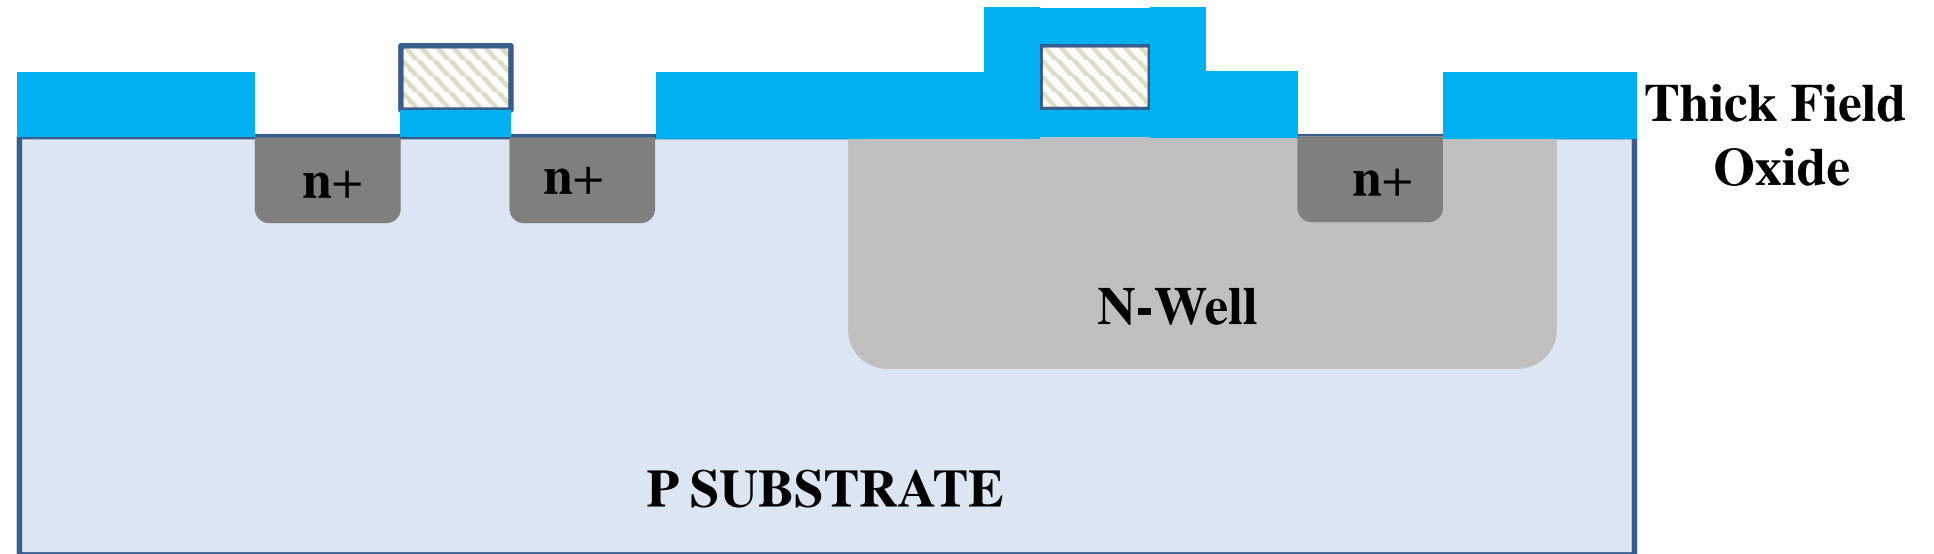 Thick Field
Oxide
n+
n+
n+
N-Well
P SUBSTRATE